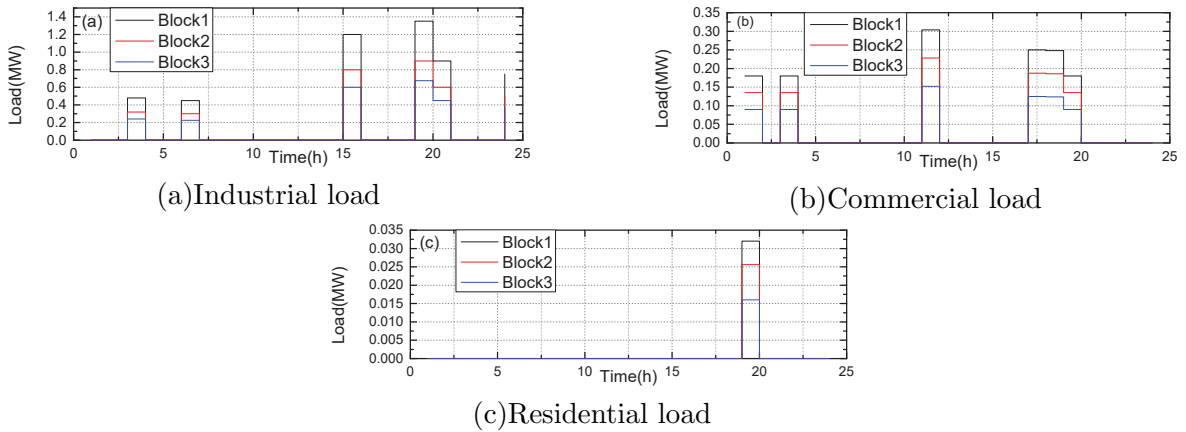 (a)
Block1
Block2
Block3
Load(MW)
1.4
1.2
1.0
0.8
0.6
0.4
0.2
0.0
0 5 10 15 20 25
Time(h)
(a)Industrial load
(b)
Block1
Block2
Block3
Load(MW)
0.35
0.30
0.25
0.20
0.15
0.10
0.05
0.00
0 5 10 15 20 25
Time(h)
(b)Commercial load
(c)
Block1
Block2
Block3
Load(MW)
0.035
0.030
0.025
0.020
0.015
0.010
0.005
0.000
0 5 10 15 20 25
Time(h)
(c)Residential load